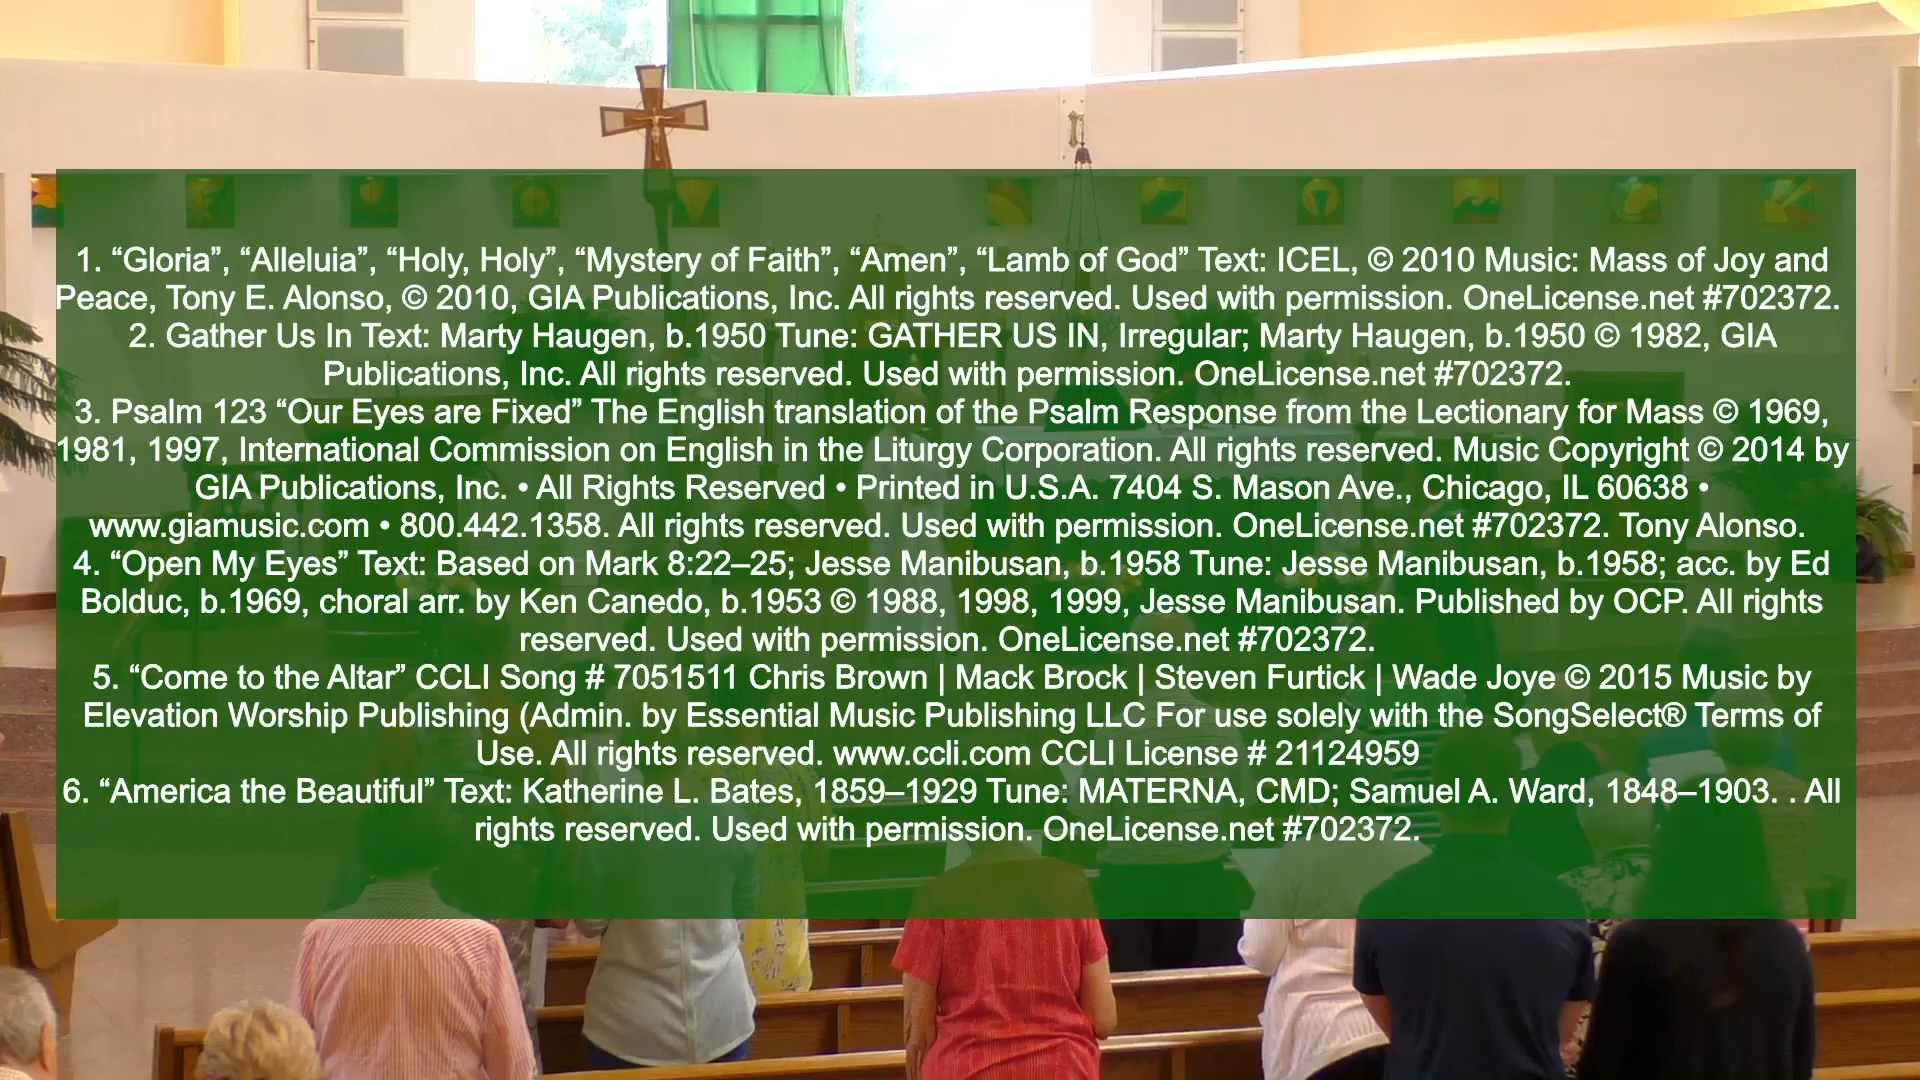 1. “Gloria”, “Alleluia”, “Holy, Holy”, “Mystery of Faith”, “Amen”, “Lamb of God” Text: ICEL, © 2010 Music: Mass of Joy and
Peace, Tony E. Alonso, © 2010, GIA Publications, Inc. All rights reserved. Used with permission. OneLicense.net #702372.
2. Gather Us In Text: Marty Haugen, b.1950 Tune: GATHER US IN, Irregular; Marty Haugen, b.1950 © 1982, GIA
Publications, Inc. All rights reserved. Used with permission. OneLicense.net #702372.
3. Psalm 123 “Our Eyes are Fixed” The English translation of the Psalm Response from the Lectionary for Mass © 1969,
1981, 1997, International Commission on English in the Liturgy Corporation. All rights reserved. Music Copyright © 2014 by
GIA Publications, Inc. • All Rights Reserved • Printed in U.S.A. 7404 S. Mason Ave., Chicago, IL 60638 •
www.giamusic.com • 800.442.1358. All rights reserved. Used with permission. OneLicense.net #702372. Tony Alonso.
4. “Open My Eyes” Text: Based on Mark 8:22–25; Jesse Manibusan, b.1958 Tune: Jesse Manibusan, b.1958; acc. by Ed
Bolduc, b.1969, choral arr. by Ken Canedo, b.1953 © 1988, 1998, 1999, Jesse Manibusan. Published by OCP. All rights
reserved. Used with permission. OneLicense.net #702372.
5. “Come to the Altar” CCLI Song # 7051511 Chris Brown | Mack Brock | Steven Furtick | Wade Joye © 2015 Music by
Elevation Worship Publishing (Admin. by Essential Music Publishing LLC For use solely with the SongSelect® Terms of
Use. All rights reserved. www.ccli.com CCLI License # 21124959
6. “America the Beautiful” Text: Katherine L. Bates, 1859–1929 Tune: MATERNA, CMD; Samuel A. Ward, 1848–1903. . All
rights reserved. Used with permission. OneLicense.net #702372.